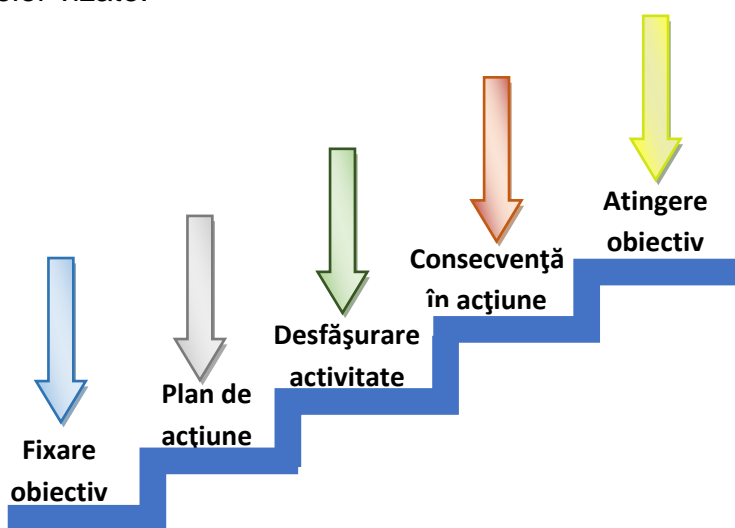 Atingere
obiectiv
Consecvenţă
în acţiune
Desfăşurare
activitate
Plan de
acţiune
Fixare
obiectiv